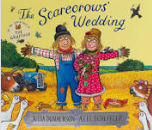 The Scarecrows'
Wedding
JULIA DONALDSON · AXEL SCHEFFLER